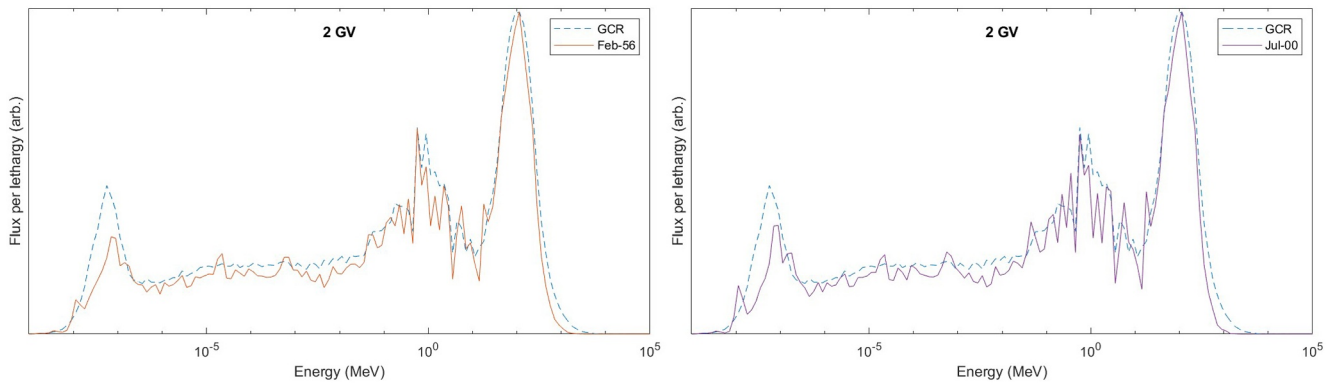 2 GV
GCR
Feb-56
Flux per lethargy (arb.)
10^-5
10^0
10^5
Energy (MeV)
2 GV
GCR
Jul-00
Flux per lethargy (arb.)
10^-5
10^0
10^5
Energy (MeV)